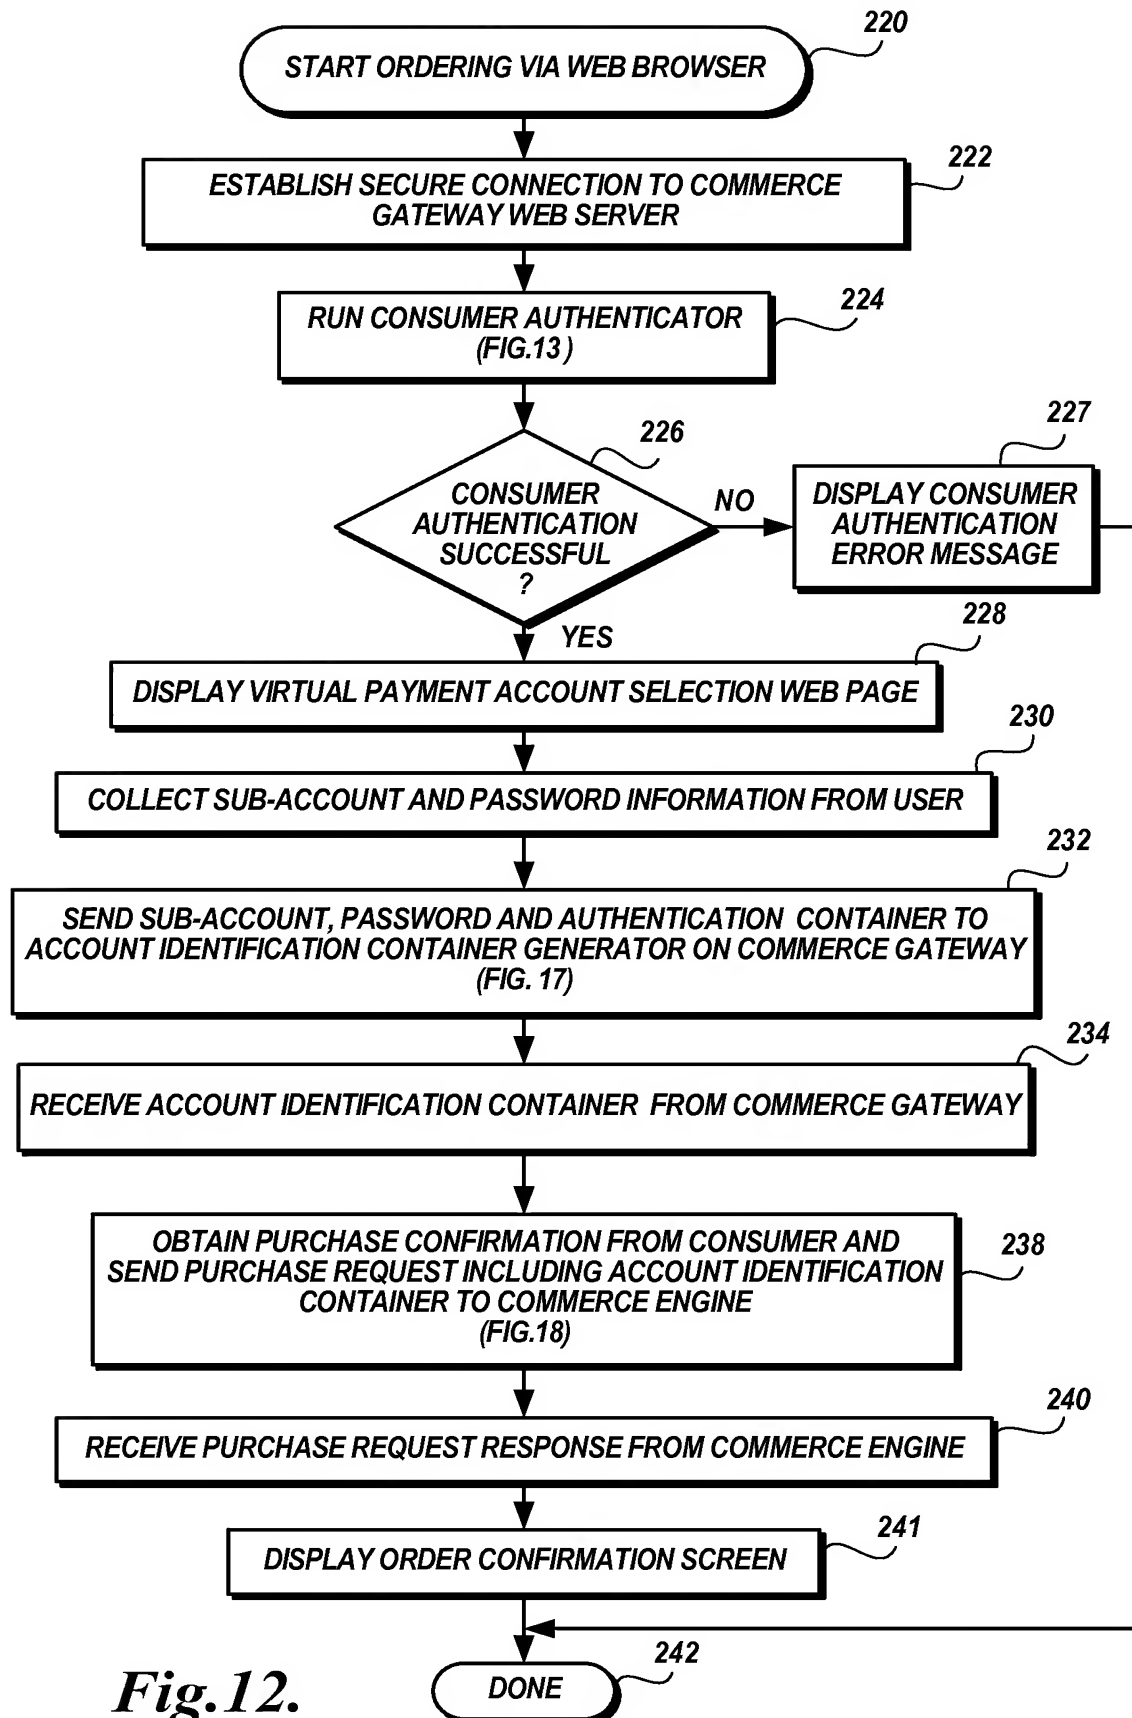 220
START ORDERING VIA WEB BROWSER
222
ESTABLISH SECURE CONNECTION TO COMMERCE
GATEWAY WEB SERVER
224
RUN CONSUMER AUTHENTICATOR
(FIG.13)
226
CONSUMER
AUTHENTICATION
SUCCESSFUL
?
NO
227
DISPLAY CONSUMER
AUTHENTICATION
ERROR MESSAGE
YES
228
DISPLAY VIRTUAL PAYMENT ACCOUNT SELECTION WEB PAGE
230
COLLECT SUB-ACCOUNT AND PASSWORD INFORMATION FROM USER
232
SEND SUB-ACCOUNT, PASSWORD AND AUTHENTICATION CONTAINER TO
ACCOUNT IDENTIFICATION CONTAINER GENERATOR ON COMMERCE GATEWAY
(FIG. 17)
234
RECEIVE ACCOUNT IDENTIFICATION CONTAINER FROM COMMERCE GATEWAY
238
OBTAIN PURCHASE CONFIRMATION FROM CONSUMER AND
SEND PURCHASE REQUEST INCLUDING ACCOUNT IDENTIFICATION
CONTAINER TO COMMERCE ENGINE
(FIG.18)
240
RECEIVE PURCHASE REQUEST RESPONSE FROM COMMERCE ENGINE
241
DISPLAY ORDER CONFIRMATION SCREEN
242
DONE
Fig.12.